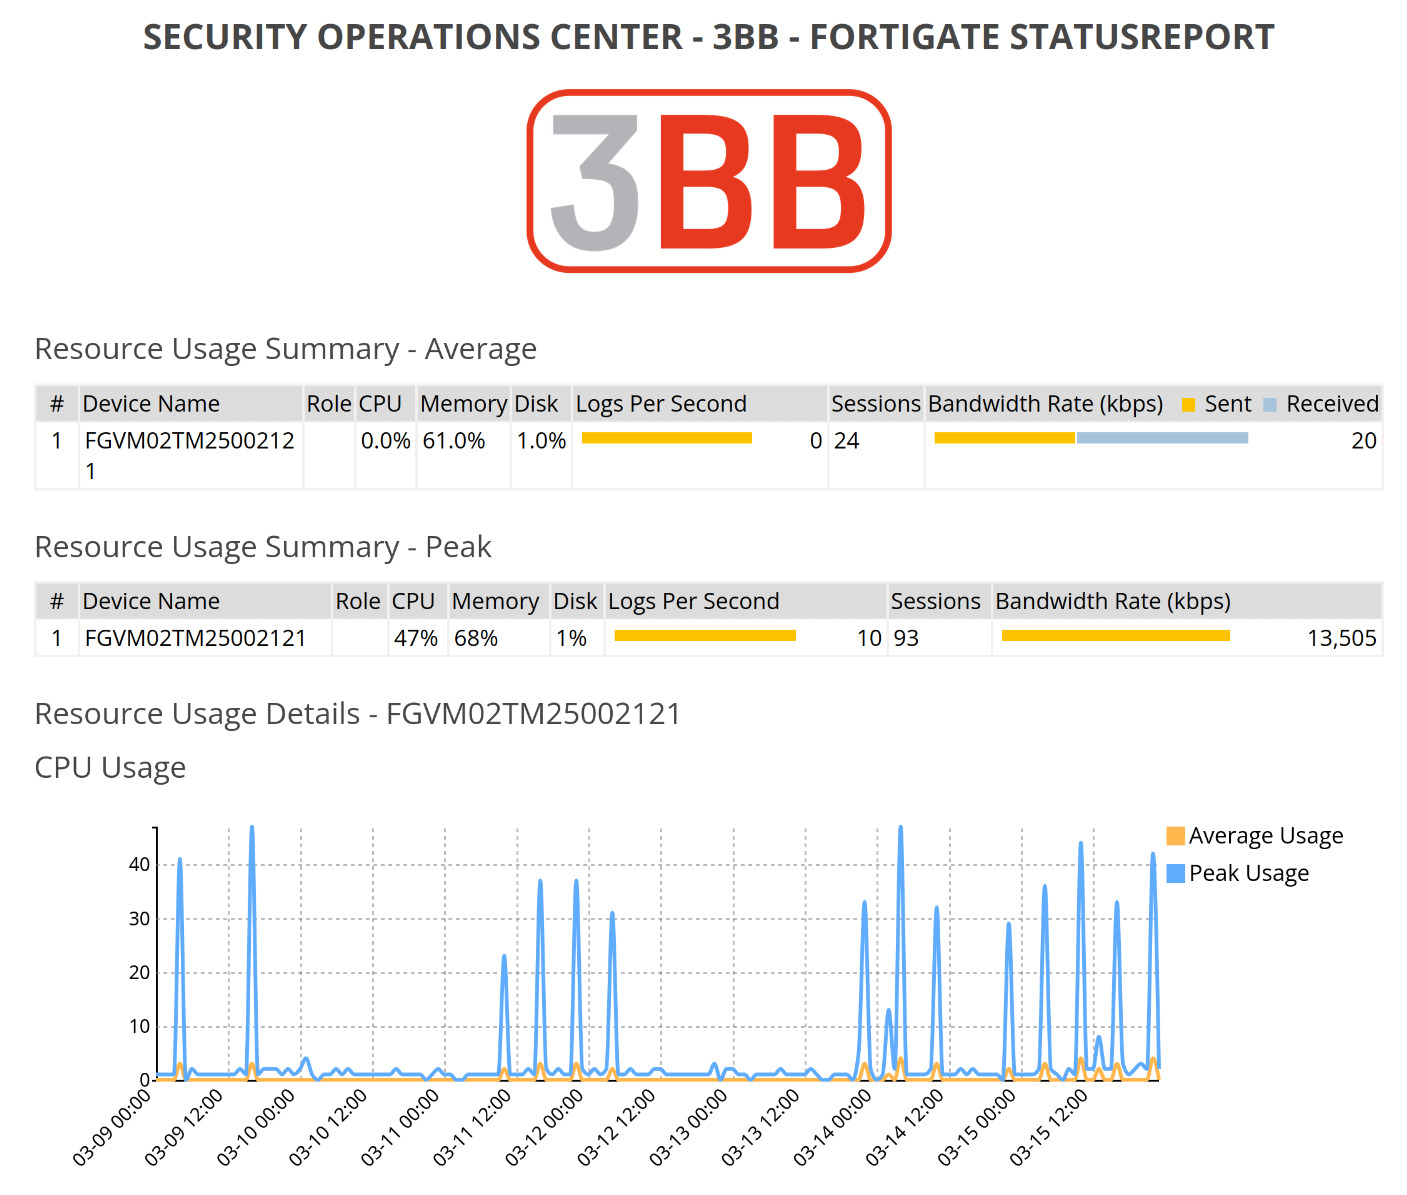 SECURITY OPERATIONS CENTER - 3BB - FORTIGATE STATUSREPORT
3BB
Resource Usage Summary - Average
# Device Name Role CPU Memory Disk Logs Per Second Sessions Bandwidth Rate (kbps) Sent Received
1 FGVM02TM2500212 0.0% 61.0% 1.0% 0 24 20
1
Resource Usage Summary - Peak
# Device Name Role CPU Memory Disk Logs Per Second Sessions Bandwidth Rate (kbps)
1 FGVM02TM25002121 47% 68% 1% 10 93 13,505
Resource Usage Details - FGVM02TM25002121
CPU Usage
Average Usage
Peak Usage
40
30
20
10
0
03-09 00:00
03-09 12:00
03-10 00:00
03-10 12:00
03-11 00:00
03-11 12:00
03-12 00:00
03-12 12:00
03-13 00:00
03-13 12:00
03-14 00:00
03-14 12:00
03-15 00:00
03-15 12:00